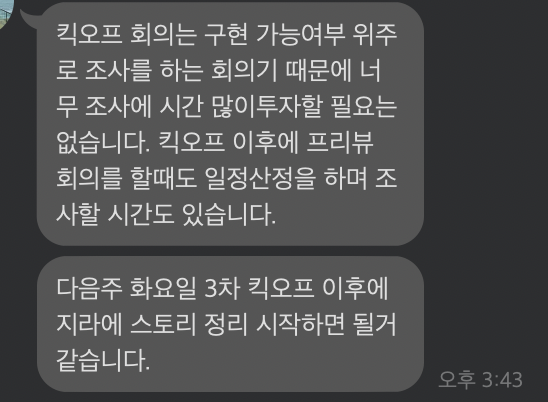 킥오프 회의는 구현 가능여부 위주
로 조사를 하는 회의기 때문에 너
무 조사에 시간 많이투자할 필요는
없습니다. 킥오프 이후에 프리뷰
회의를 할때도 일정산정을 하며 조
사할 시간도 있습니다.
다음주 화요일 3차 킥오프 이후에
지라에 스토리 정리 시작하면 될거
같습니다.
오후 3:43